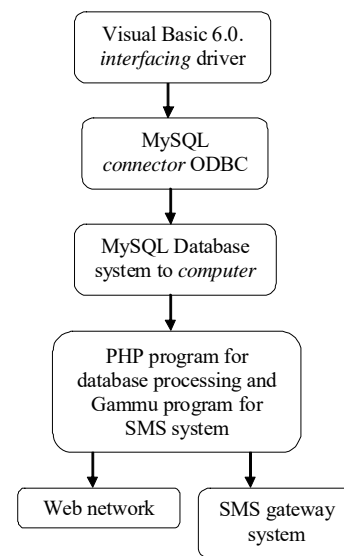 Visual Basic 6.0.
interfacing driver
MySQL
connector ODBC
MySQL Database
system to computer
PHP program for
database processing and
Gammu program for
SMS system
Web network
SMS gateway
system